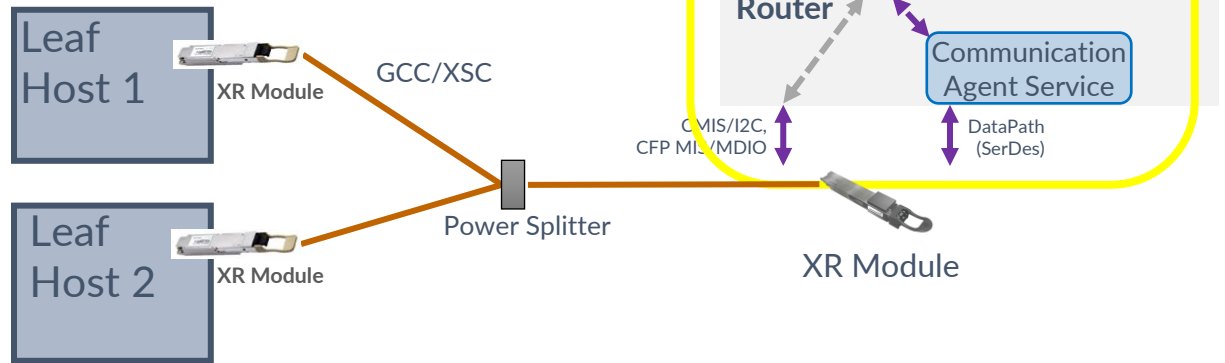 Router
Leaf
Host 1
XR Module
GCC/XSC
Communication
Agent Service
CMIS/I2C,
CFP MIS/MDIO
DataPath
(SerDes)
Leaf
Host 2
XR Module
Power Splitter
XR Module